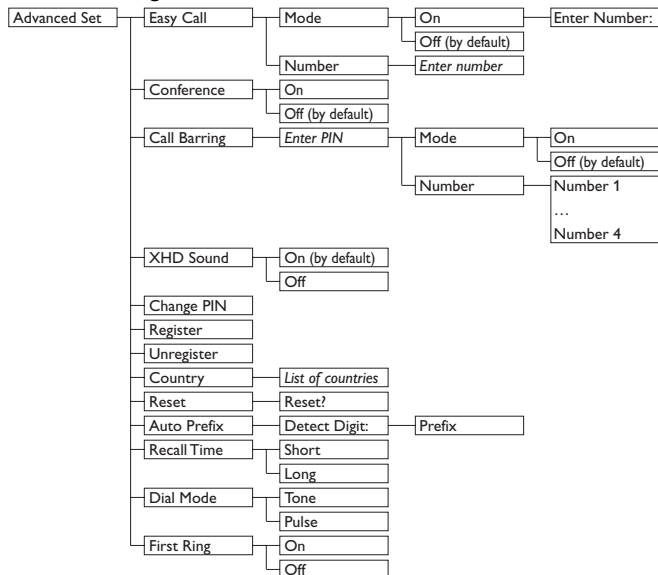 Advanced Set Easy Call Mode On Enter Number:
Off (by default)
Number Enter number
Conference On
Off (by default)
Call Barring Enter PIN Mode On
Off (by default)
Number Number 1
…
Number 4
XHD Sound On (by default)
Off
Change PIN
Register
Unregister
Country List of countries
Reset Reset?
Auto Prefix Detect Digit: Prefix
Recall Time Short
Long
Dial Mode Tone
Pulse
First Ring On
Off